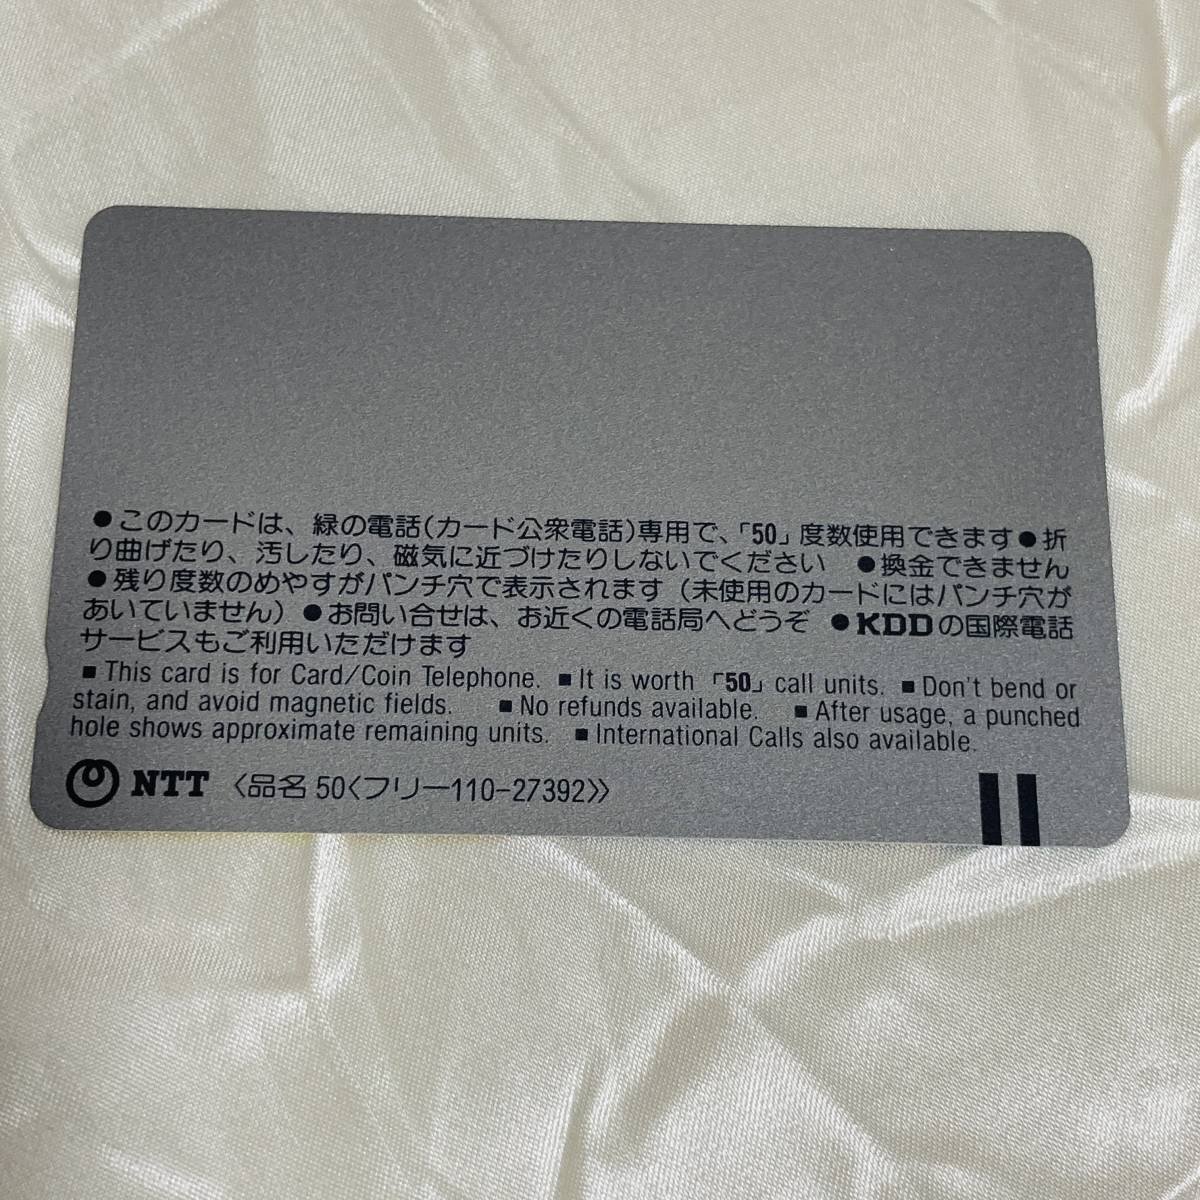 ●このカードは、緑の電話(カード公衆電話)専用で、「50」度数使用できます●折
り曲げたり、汚したり、磁気に近づけたりしないでください ●換金できません
●残り度数のめやすがパンチ穴で表示されます(未使用のカードにはパンチ穴が
あいていません)●お問い合せは、お近くの電話局へどうぞ ●KDDの国際電話
サービスもご利用いただけます
■This card is for Card/Coin Telephone. ■It is worth 「50」 call units. ■Don't bend or
stain, and avoid magnetic fields. ■No refunds available. ■After usage, a punched
hole shows approximate remaining units. ■International Calls also available.
NTT 〈品名 50〈フリー110-27392〉〉